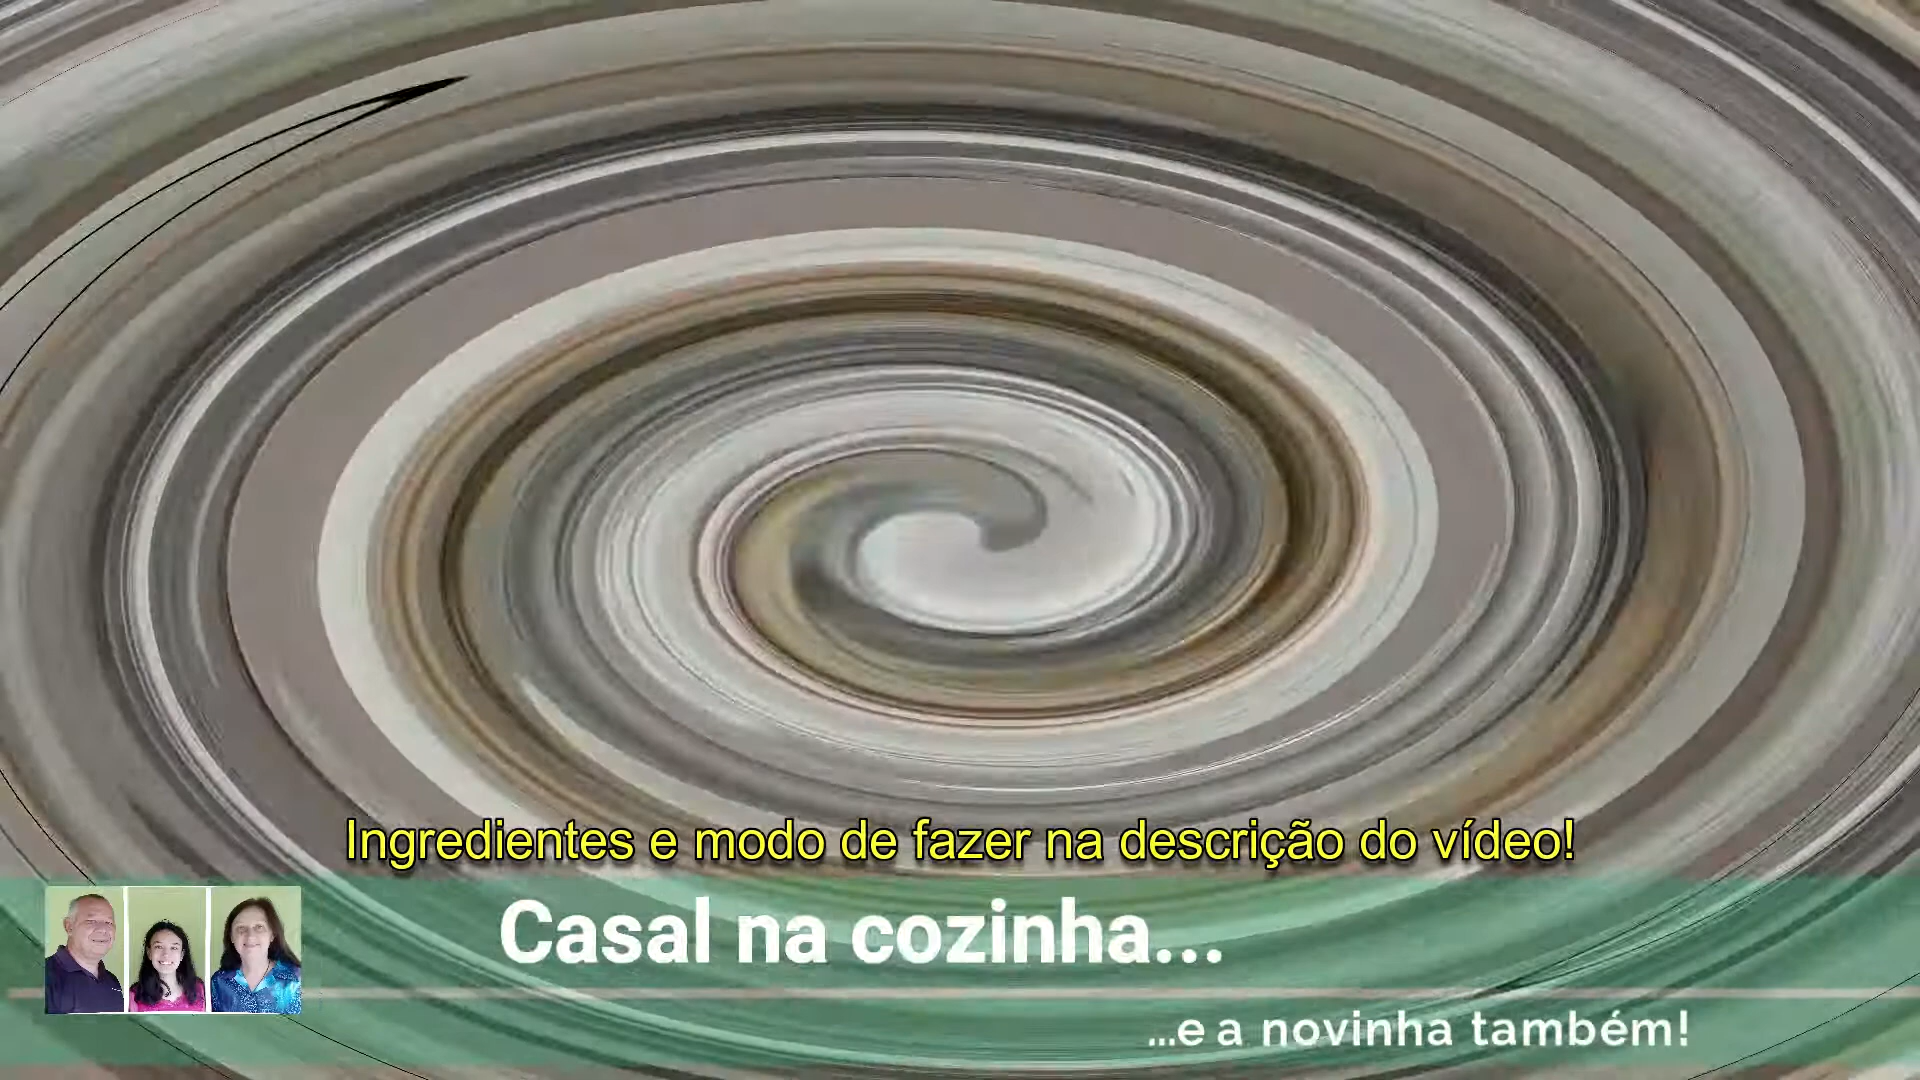 Ingredientes e modo de fazer na descrição do vídeo!
Casal na cozinha...
...e a novinha também!